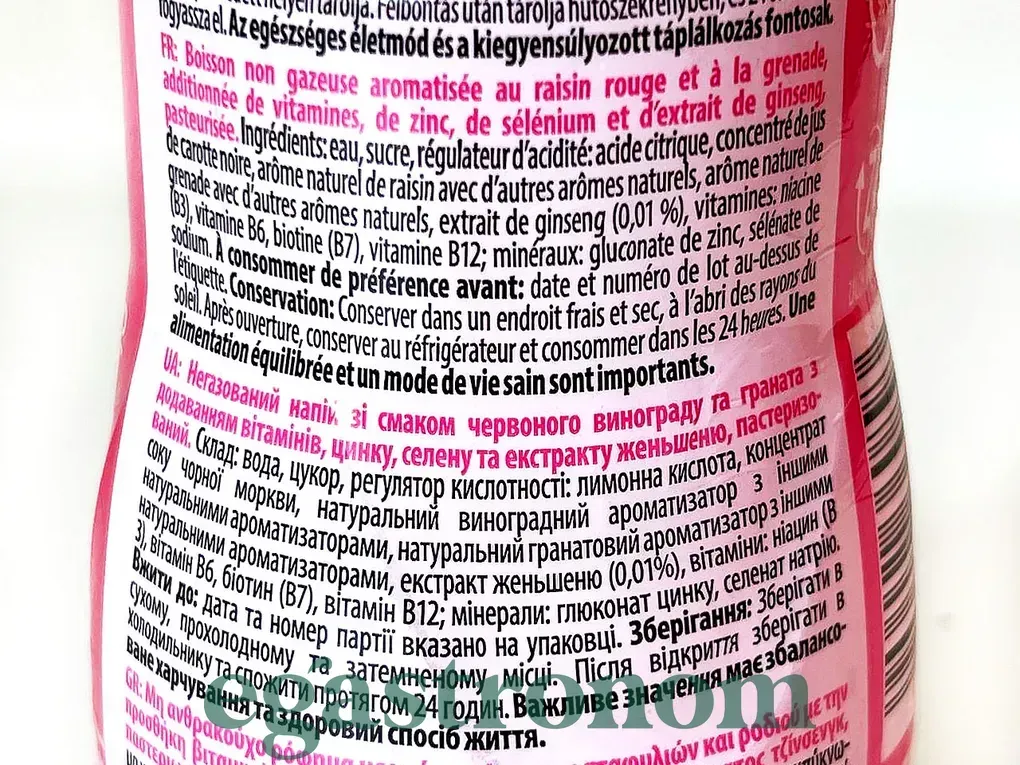 helyen tárolja. Felbontás után tárolja hűtőszekrényben, és
fogyassza el. Az egészséges életmód és a kiegyensúlyozott táplálkozás fontosak.
FR: Boisson non gazeuse aromatisée au raisin rouge et à la grenade,
additionnée de vitamines, de zinc, de sélénium et d’extrait de ginseng,
pasteurisée. Ingrédients: eau, sucre, régulateur d’acidité: acide citrique, concentré de jus
de carotte noire, arôme naturel de raisin avec d’autres arômes naturels, arôme naturel de
grenade avec d’autres arômes naturels, extrait de ginseng (0,01 %), vitamines: niacine
(B3), vitamine B6, biotine (B7), vitamine B12; minéraux: gluconate de zinc, sélénate de
sodium. À consommer de préférence avant: date et numéro de lot au-dessus de
l'étiquette. Conservation: Conserver dans un endroit frais et sec, à l’abri des rayons du
soleil. Après ouverture, conserver au réfrigérateur et consommer dans les 24 heures. Une
alimentation équilibrée et un mode de vie sain sont importants.
UA: Негазований напій зі смаком червоного винограду та граната з
додаванням вітамінів, цинку, селену та екстракту женьшеню, пастеризо-
ваний. Склад: вода, цукор, регулятор кислотності: лимонна кислота, концентрат
соку чорної моркви, натуральний виноградний ароматизатор з іншими
натуральними ароматизаторами, натуральний гранатовий ароматизатор з іншими
натуральними ароматизаторами, екстракт женьшеню (0,01%), вітаміни: ніацин (В
3), вітамін В6, біотин (В7), вітамін В12; мінерали: глюконат цинку, селенат натрію.
Вжити до: дата та номер партії вказано на упаковці. Зберігання: Зберігати в
сухому, прохолодному та затемненому місці. Після відкриття зберігати в
холодильнику та спожити протягом 24 годин. Важливе значення має збалансо-
ване харчування та здоровий спосіб життя.
egastronom
GR: Μη ανθρακούχο ρόφημα σταφυλιών και ροδιού με την
προσθήκη τζίνσενγκ,